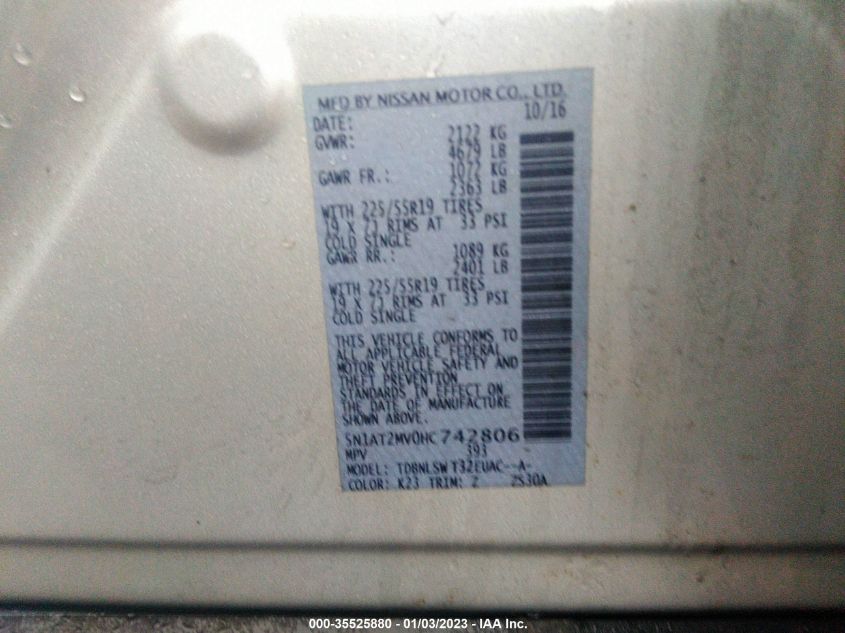 MFD BY NISSAN MOTOR CO., LTD.
DATE: 10/16
GVWR: 2122 KG
4679 LB
GAWR FR.: 1072 KG
2363 LB
WITH 225/55R19 TIRES
19 X 7J RIMS AT 33 PSI
COLD SINGLE
GAWR RR.: 1089 KG
2401 LB
WITH 225/55R19 TIRES
19 X 7J RIMS AT 33 PSI
COLD SINGLE
THIS VEHICLE CONFORMS TO
ALL APPLICABLE FEDERAL
MOTOR VEHICLE SAFETY AND
THEFT PREVENTION
STANDARDS IN EFFECT ON
THE DATE OF MANUFACTURE
SHOWN ABOVE.
5N1AT2MV0HC742806
MPV 393
MODEL: TDBNLSWT32EUAC--A-
COLOR: K23 TRIM: Z ZS30A
000-35525880 - 01/03/2023 - IAA Inc.